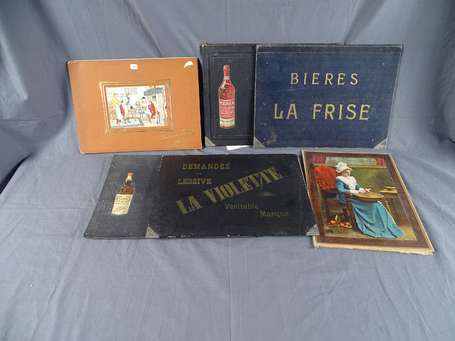 BIERES
LA FRISE
DEMANDEZ
LESSIVE
LA VIOLETTE
Véritable
Marque